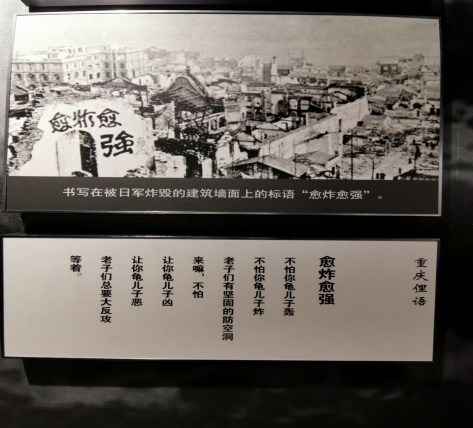 愈炸愈
強
书写在被日军炸毁的建筑墙面上的标语“愈炸愈强”。
重庆俚语
愈炸愈强
不怕你龟儿子轰
不怕你龟儿子炸
老子们有坚固的防空洞
来嘛，不怕
让你龟儿子凶
让你龟儿子恶
老子们总要大反攻
等着。